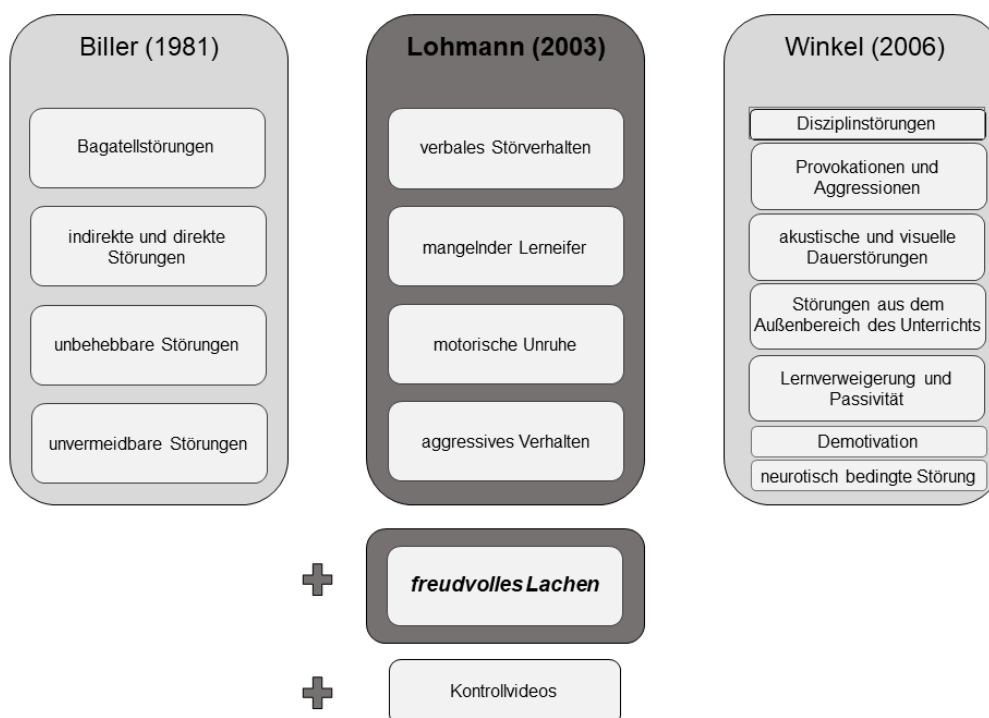 Biller (1981)
Bagatellstörungen
indirekte und direkte
Störungen
unbehebbare Störungen
unvermeidbare Störungen
Lohmann (2003)
verbales Störverhalten
mangelnder Lerneifer
motorische Unruhe
aggressives Verhalten
Winkel (2006)
Disziplinstörungen
Provokationen und
Aggressionen
akustische und visuelle
Dauerstörungen
Störungen aus dem
Außenbereich des Unterrichts
Lernverweigerung und
Passivität
Demotivation
neurotisch bedingte Störung
freudvolles Lachen
Kontrollvideos